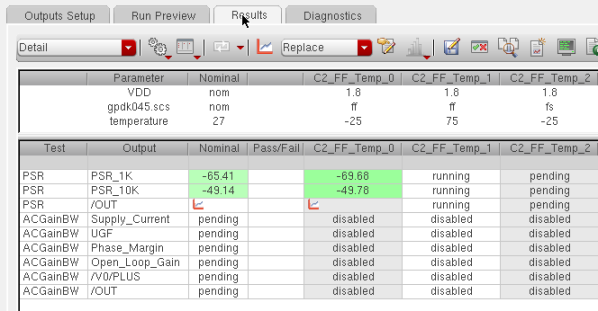 Outputs Setup Run Preview Results Diagnostics
Detail Replace
Parameter Nominal C2_FF_Temp_0 C2_FF_Temp_1 C2_FF_Temp_2
VDD nom 1.8 1.8 1.8
gpdk045.scs nom ff ff fs
temperature 27 -25 75 -25
Test Output Nominal Pass/Fail C2_FF_Temp_0 C2_FF_Temp_1 C2_FF_Temp_2
PSR PSR_1K -65.41 -69.68 running pending
PSR PSR_10K -49.14 -49.78 running pending
PSR /OUT running pending
ACGainBW Supply_Current pending disabled disabled disabled
ACGainBW UGF pending disabled disabled disabled
ACGainBW Phase_Margin pending disabled disabled disabled
ACGainBW Open_Loop_Gain pending disabled disabled disabled
ACGainBW /V0/PLUS pending disabled disabled disabled
ACGainBW /OUT pending disabled disabled disabled